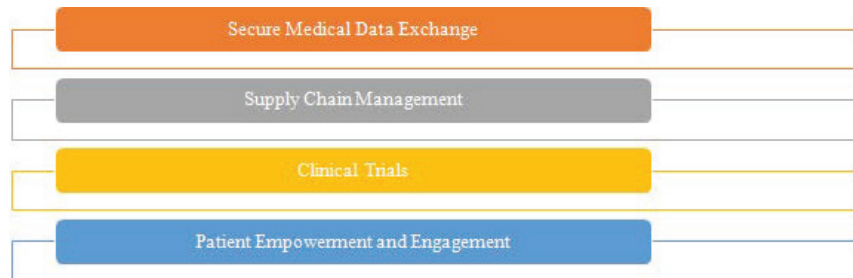 Secure Medical Data Exchange
Supply Chain Management
Clinical Trials
Patient Empowerment and Engagement